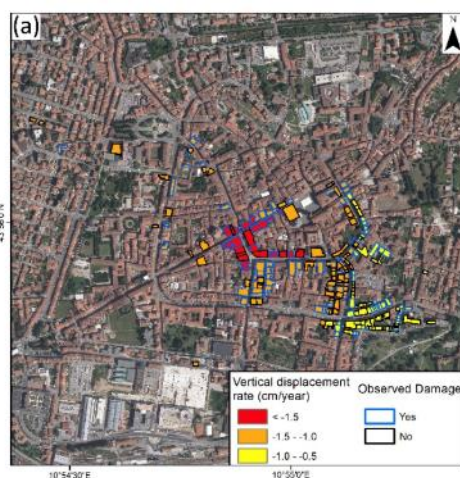 (a)
N
Vertical displacement
rate (cm/year)
< -1.5
-1.5 - -1.0
-1.0 - -0.5
Observed Damage
Yes
No
10°54'30"E
10°55'0"E